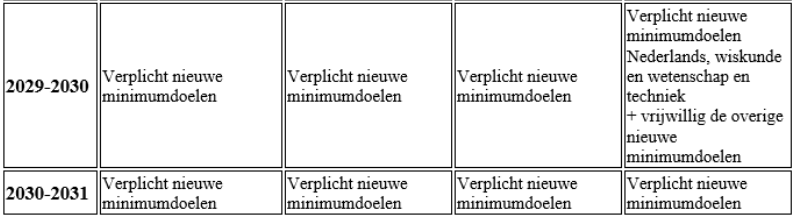 2029-2030
Verplicht nieuwe
minimumdoelen
Verplicht nieuwe
minimumdoelen
Verplicht nieuwe
minimumdoelen
Verplicht nieuwe
minimumdoelen
Nederlands, wiskunde
en wetenschap en
techniek
+ vrijwillig de overige
nieuwe
minimumdoelen
2030-2031
Verplicht nieuwe
minimumdoelen
Verplicht nieuwe
minimumdoelen
Verplicht nieuwe
minimumdoelen
Verplicht nieuwe
minimumdoelen